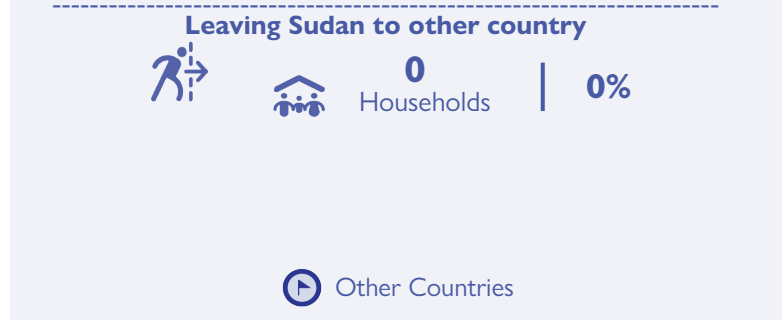 Leaving Sudan to other country
0
Households
0%
Other Countries